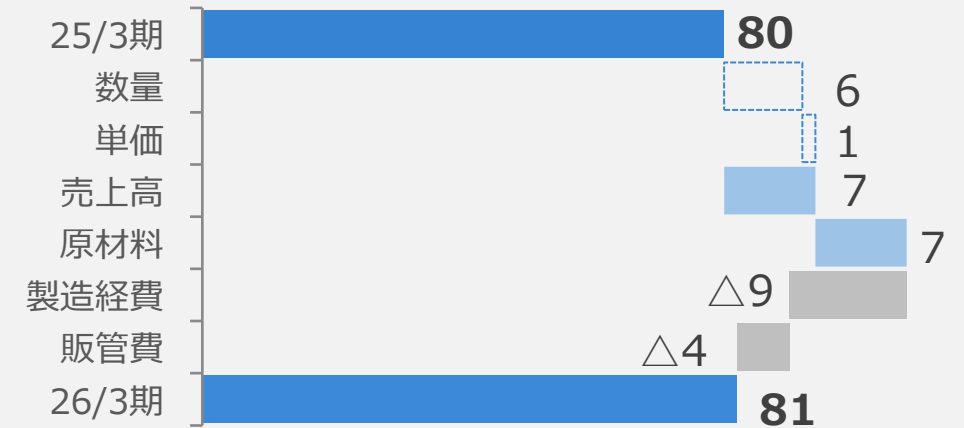 25/3期 80
数量 6
単価 1
売上高 7
原材料 7
製造経費 △9
販管費 △4
26/3期 81